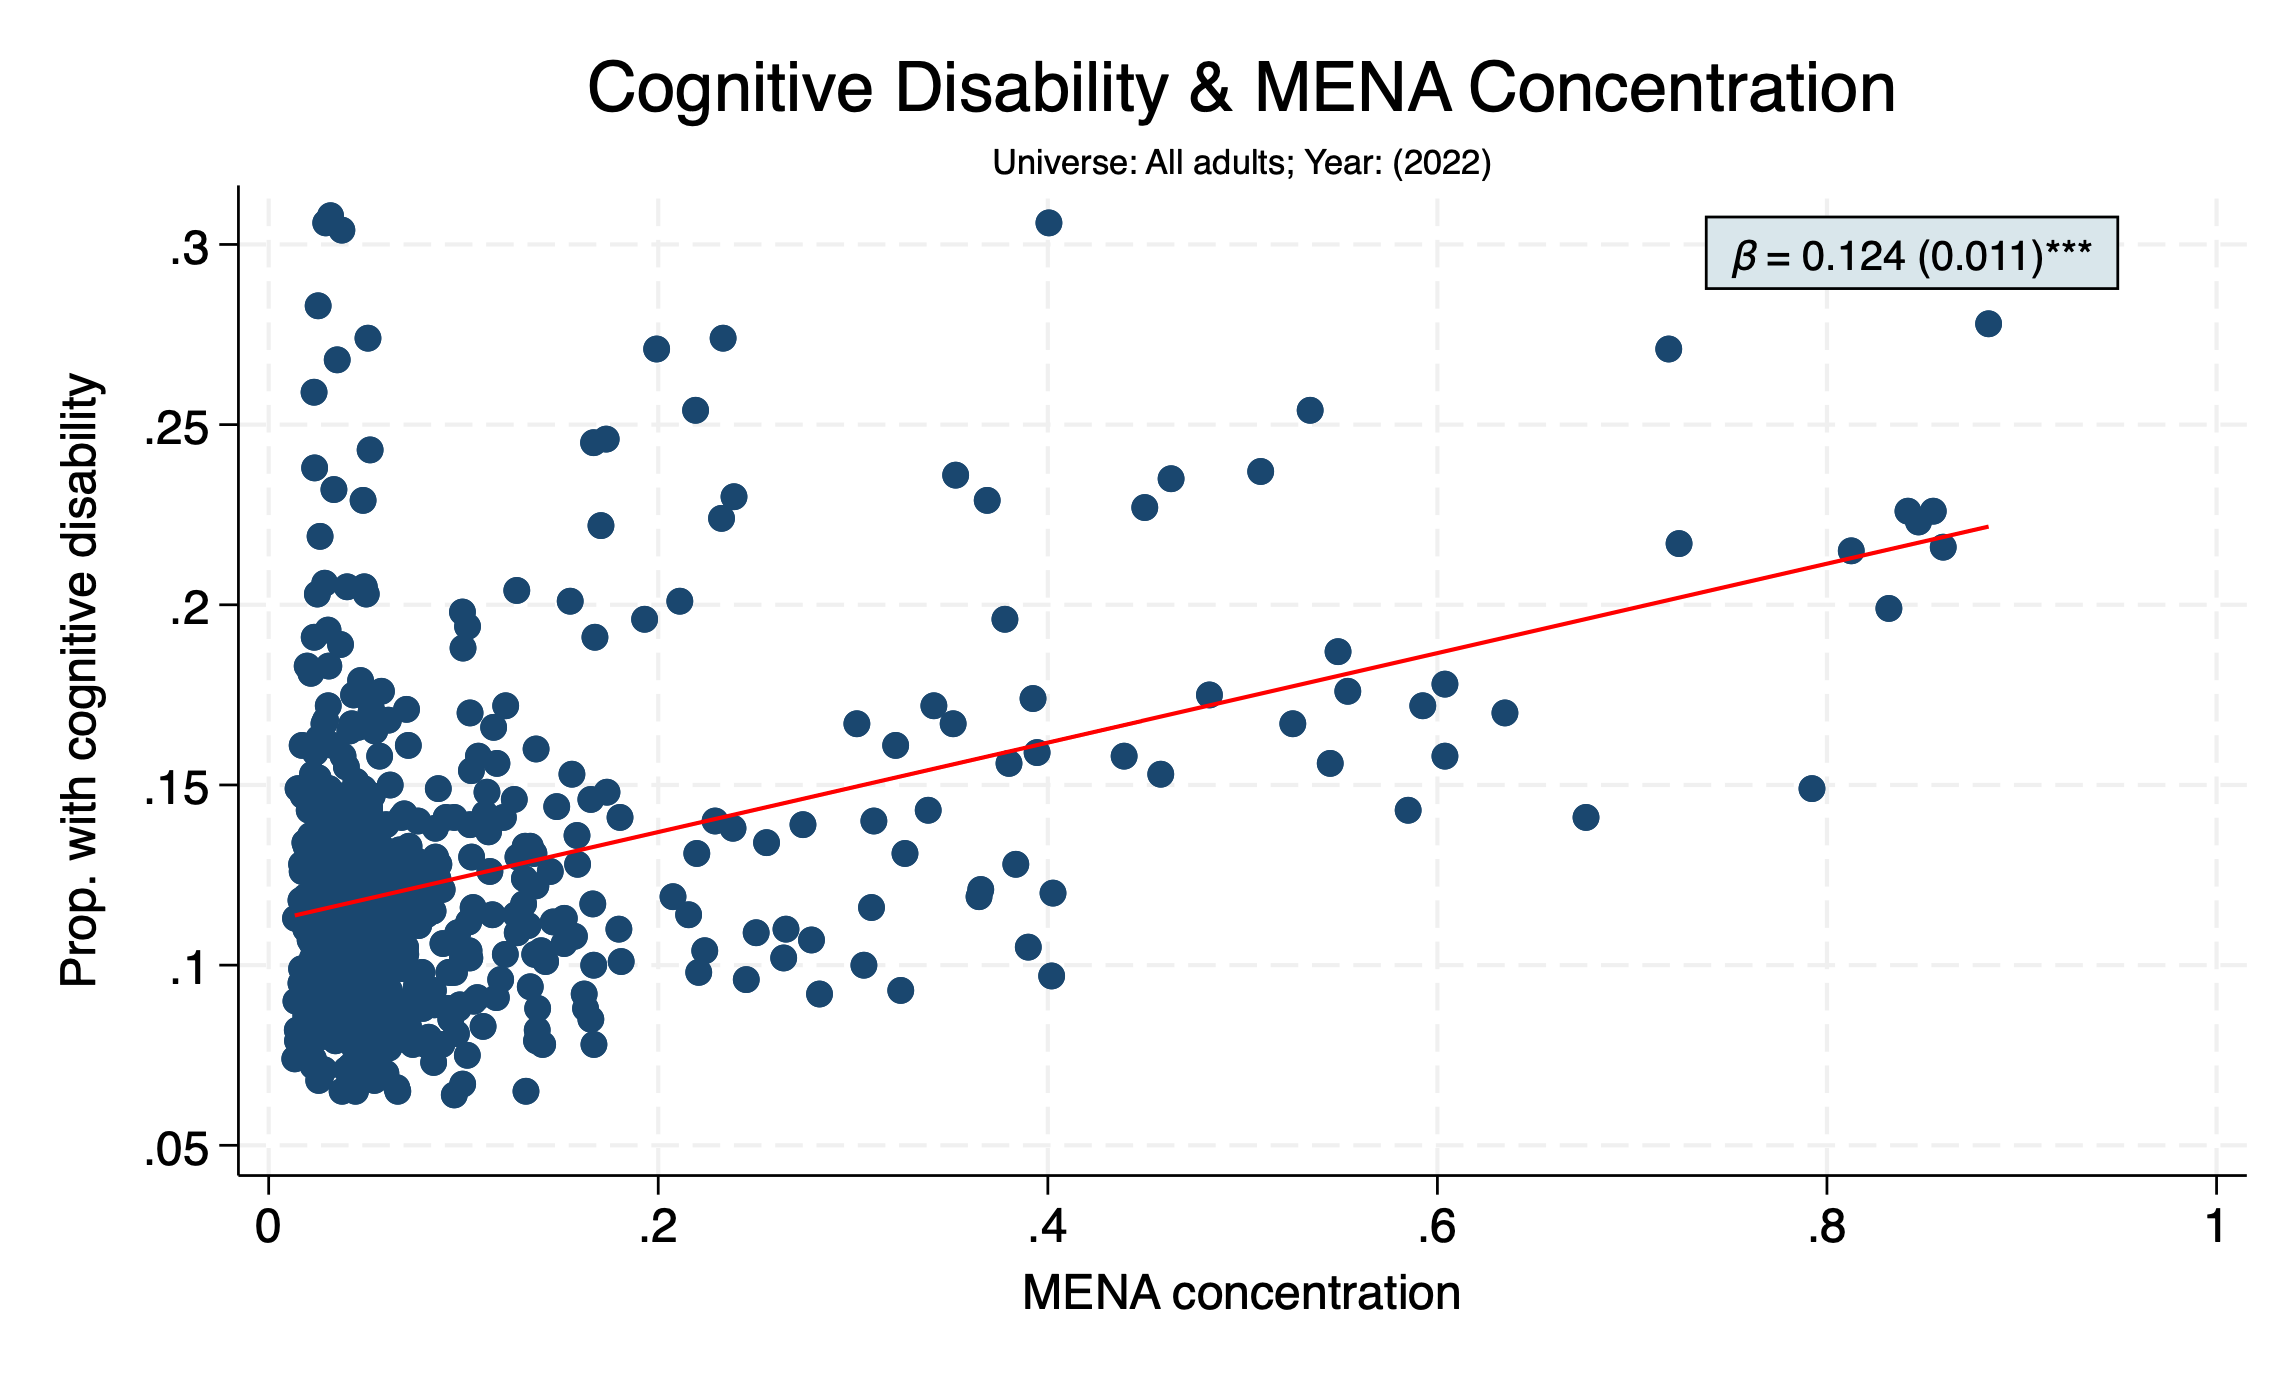 Cognitive Disability & MENA Concentration
Universe: All adults; Year: (2022)
β = 0.124 (0.011)***
Prop. with cognitive disability
.3
.25
.2
.15
.1
.05
0 .2 .4 .6 .8 1
MENA concentration